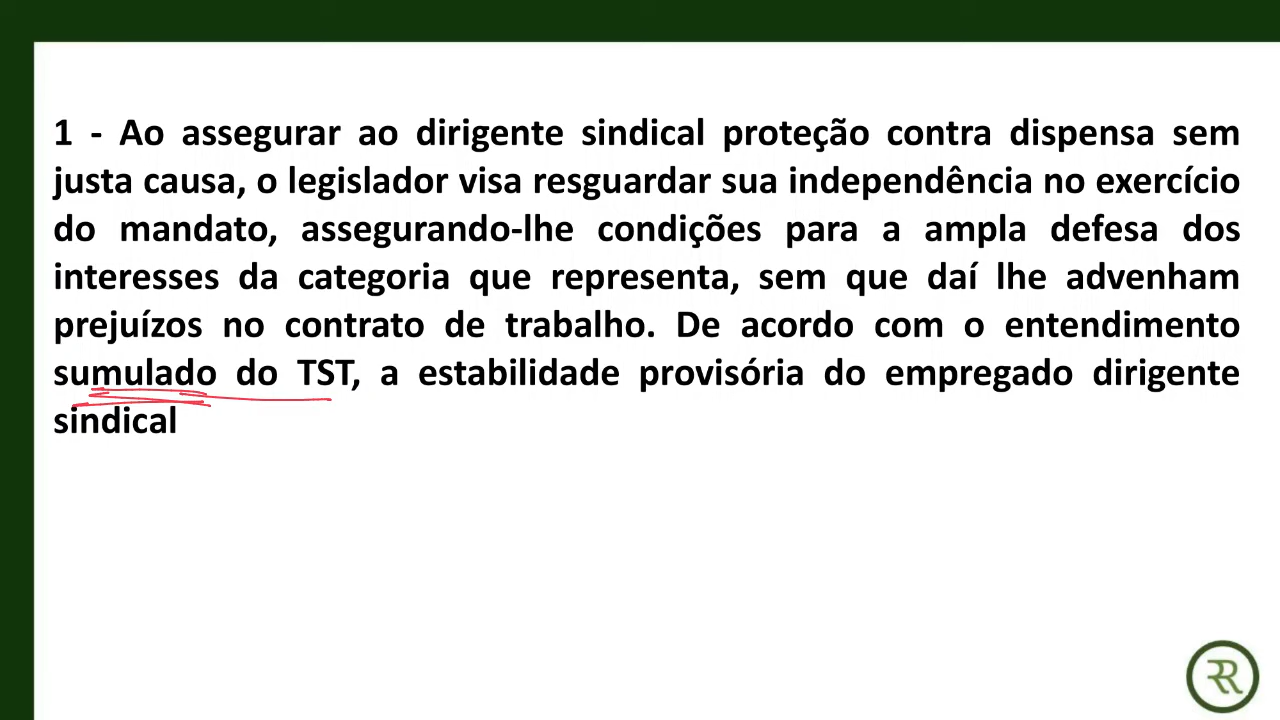 1 - Ao assegurar ao dirigente sindical proteção contra dispensa sem
justa causa, o legislador visa resguardar sua independência no exercício
do mandato, assegurando-lhe condições para a ampla defesa dos
interesses da categoria que representa, sem que daí lhe advenham
prejuízos no contrato de trabalho. De acordo com o entendimento
sumulado do TST, a estabilidade provisória do empregado dirigente
sindical